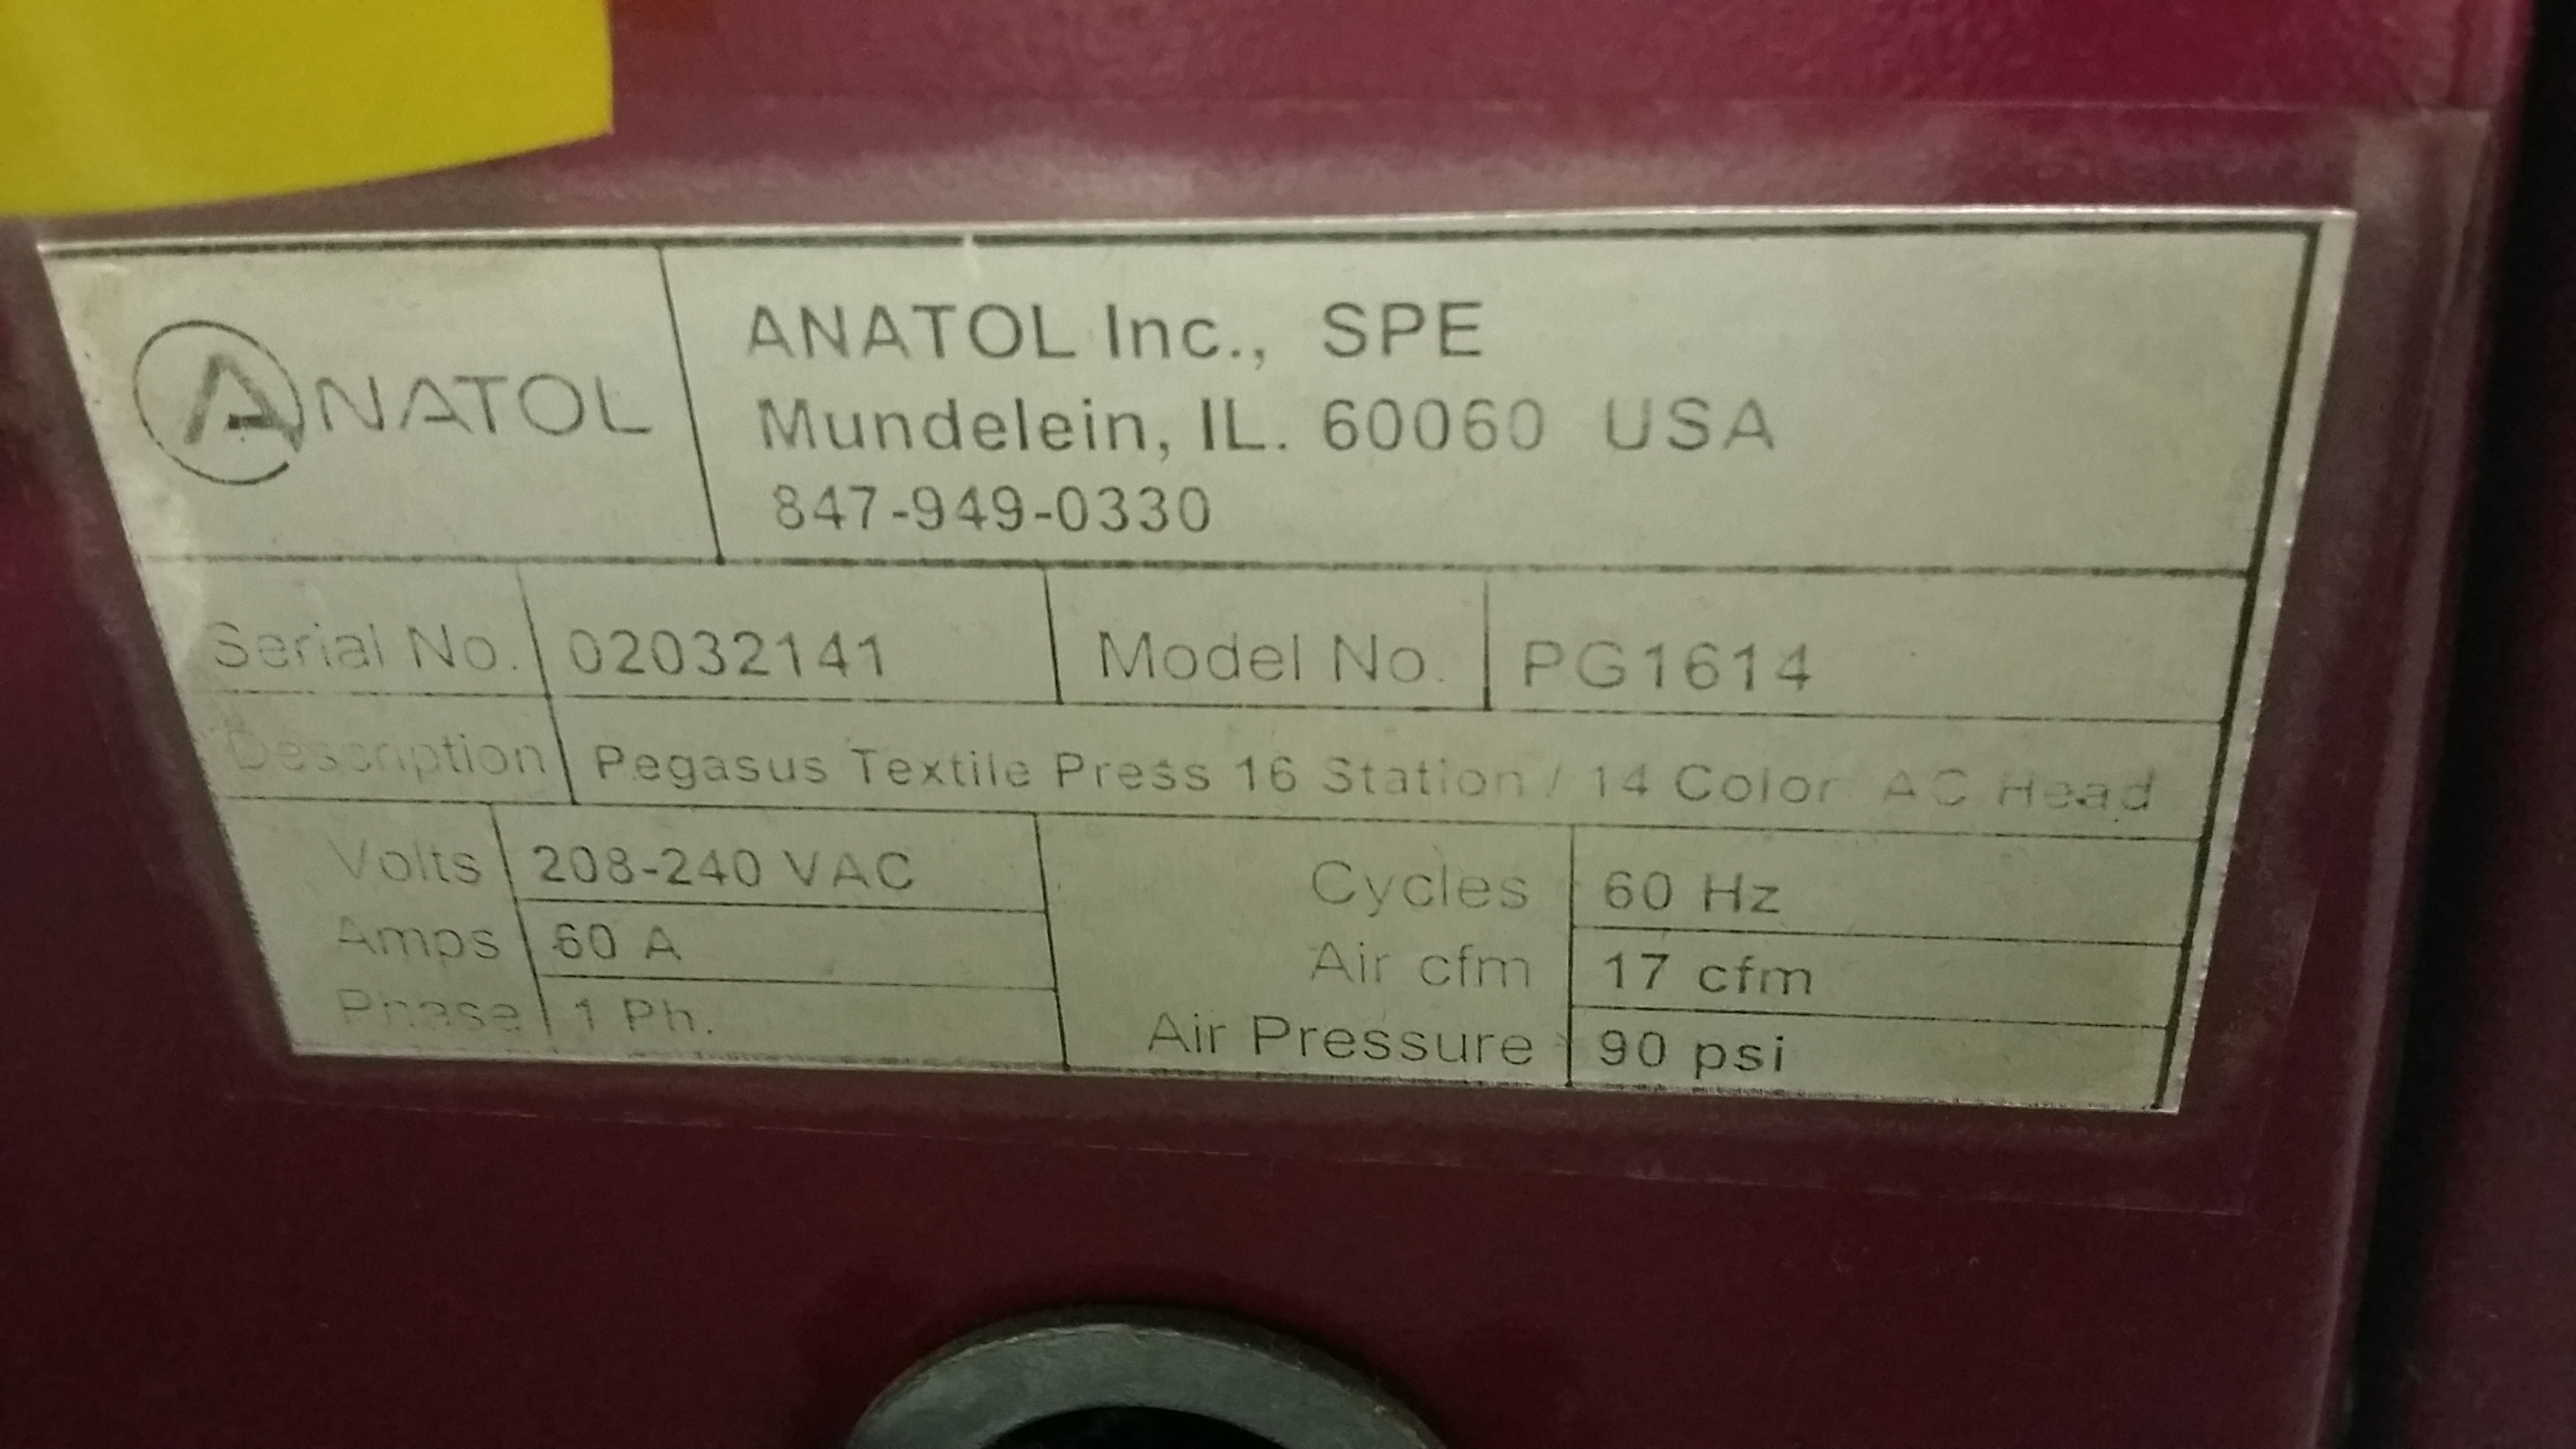 ANATOL
ANATOL Inc., SPE
Mundelein, IL. 60060 USA
847-949-0330
Serial No. 02032141 Model No. PG1614
Description Pegasus Textile Press 16 Station / 14 Color AC Head
Volts 208-240 VAC Cycles 60 Hz
Amps 60 A Air cfm 17 cfm
Phase 1 Ph. Air Pressure 90 psi